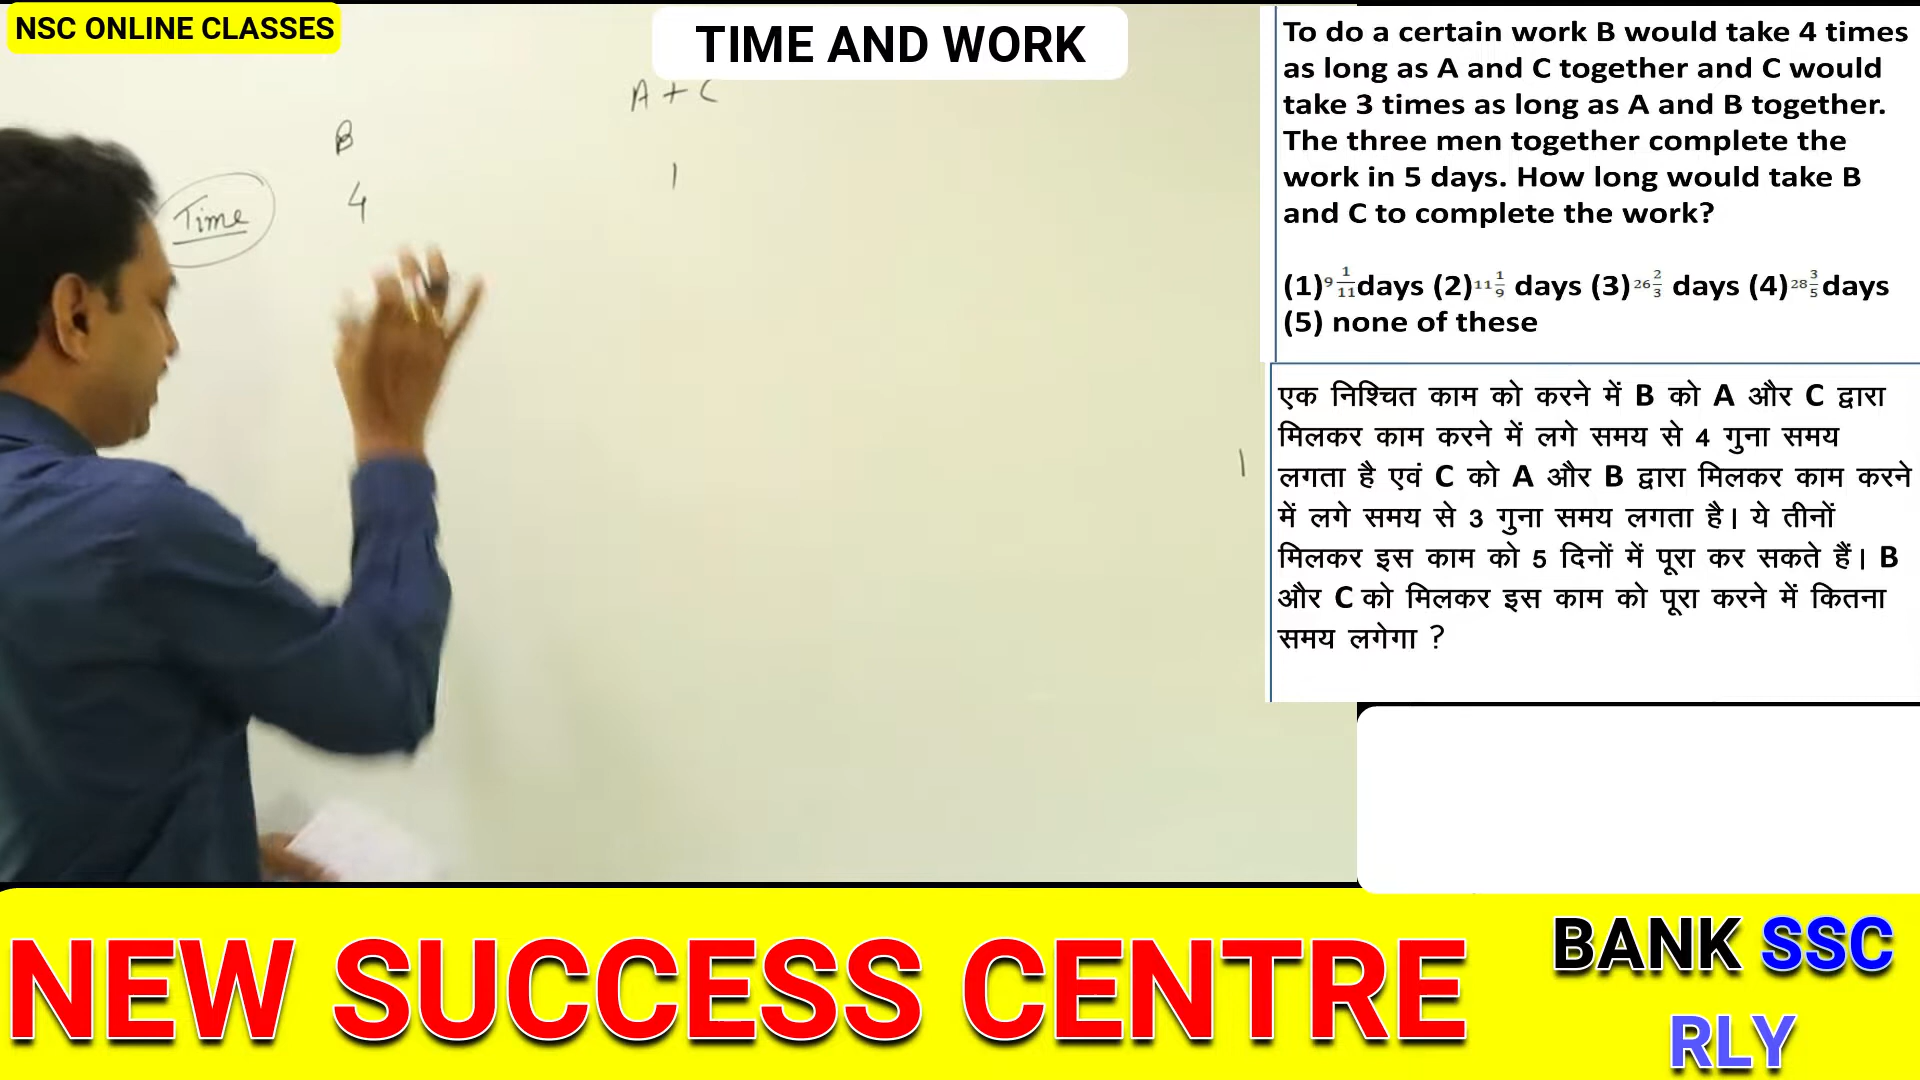 NSC ONLINE CLASSES
TIME AND WORK
A + C
B
1
Time
4
1
To do a certain work B would take 4 times
as long as A and C together and C would
take 3 times as long as A and B together.
The three men together complete the
work in 5 days. How long would take B
and C to complete the work?
(1) 9 1/11 days (2) 11 1/9 days (3) 26 2/3 days (4) 28 3/5 days
(5) none of these
एक निश्चित काम को करने में B को A और C द्वारा
मिलकर काम करने में लगे समय से 4 गुना समय
लगता है एवं C को A और B द्वारा मिलकर काम करने
में लगे समय से 3 गुना समय लगता है। ये तीनों
मिलकर इस काम को 5 दिनों में पूरा कर सकते हैं। B
और C को मिलकर इस काम को पूरा करने में कितना
समय लगेगा ?
NEW SUCCESS CENTRE
BANK SSC
RLY